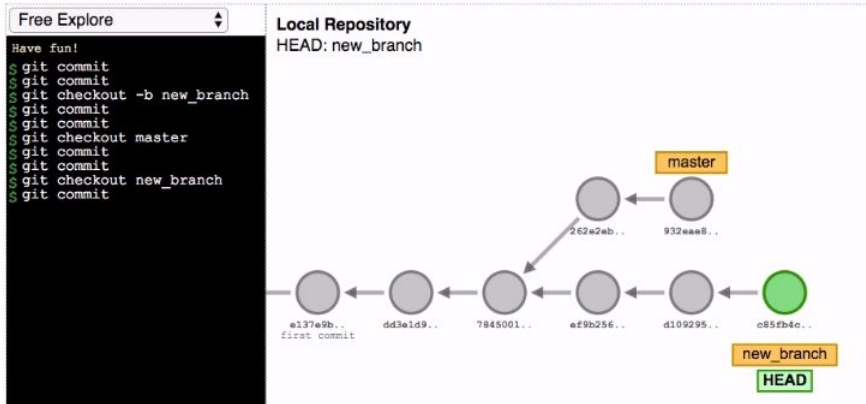 Free Explore
Have fun!
$ git commit
$ git commit
$ git checkout -b new_branch
$ git commit
$ git commit
$ git checkout master
$ git commit
$ git commit
$ git checkout new_branch
$ git commit
Local Repository
HEAD: new_branch
master
262e2eb.. 932eae8..
e137e9b.. dd3e1d9.. 7845001.. ef9b256.. d109295.. c85fb4c..
first commit
new_branch
HEAD